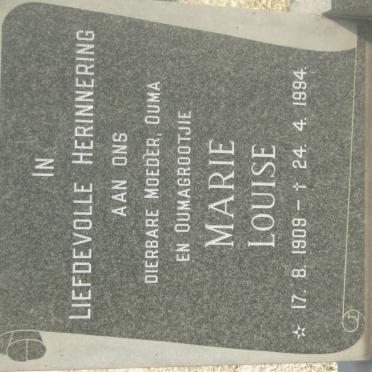 IN
LIEFDEVOLLE HERINNERING
AAN ONS
DIERBARE MOEDER, OUMA
EN OUMAGROOTJIE
MARIE
LOUISE
☆ 17. 8. 1909 – † 24. 4. 1994.